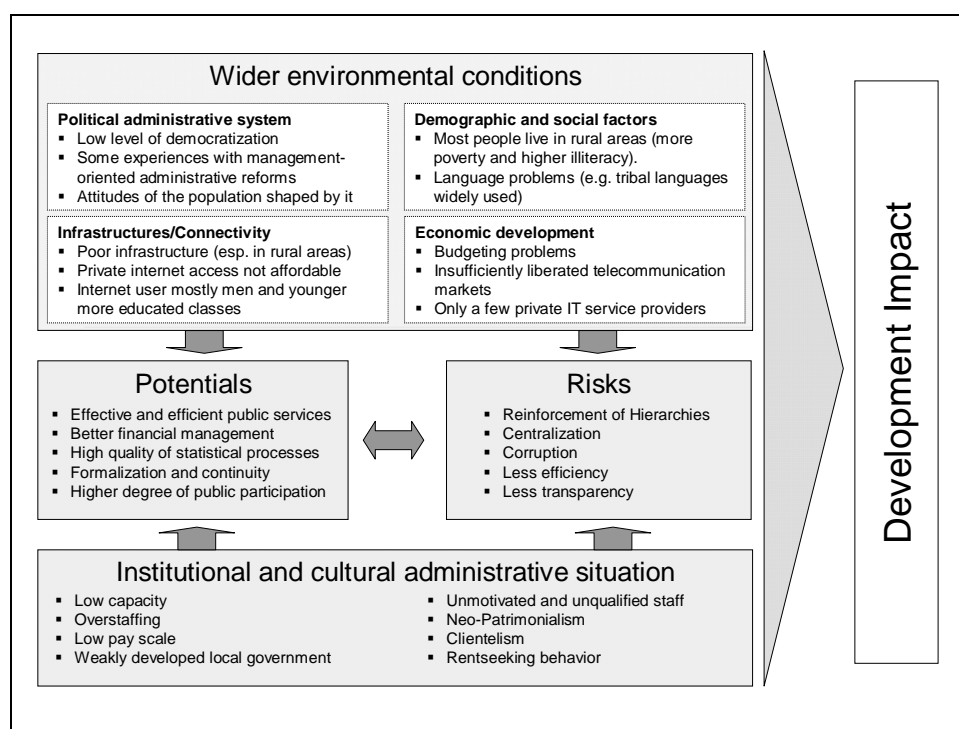 Wider environmental conditions
Political administrative system
▪ Low level of democratization
▪ Some experiences with management-
oriented administrative reforms
▪ Attitudes of the population shaped by it
Demographic and social factors
▪ Most people live in rural areas (more
poverty and higher illiteracy).
▪ Language problems (e.g. tribal languages
widely used)
Infrastructures/Connectivity
▪ Poor infrastructure (esp. in rural areas)
▪ Private internet access not affordable
▪ Internet user mostly men and younger
more educated classes
Economic development
▪ Budgeting problems
▪ Insufficiently liberated telecommunication
markets
▪ Only a few private IT service providers
Potentials
▪ Effective and efficient public services
▪ Better financial management
▪ High quality of statistical processes
▪ Formalization and continuity
▪ Higher degree of public participation
Risks
▪ Reinforcement of Hierarchies
▪ Centralization
▪ Corruption
▪ Less efficiency
▪ Less transparency
Institutional and cultural administrative situation
▪ Low capacity
▪ Overstaffing
▪ Low pay scale
▪ Weakly developed local government
▪ Unmotivated and unqualified staff
▪ Neo-Patrimonialism
▪ Clientelism
▪ Rentseeking behavior
Development Impact